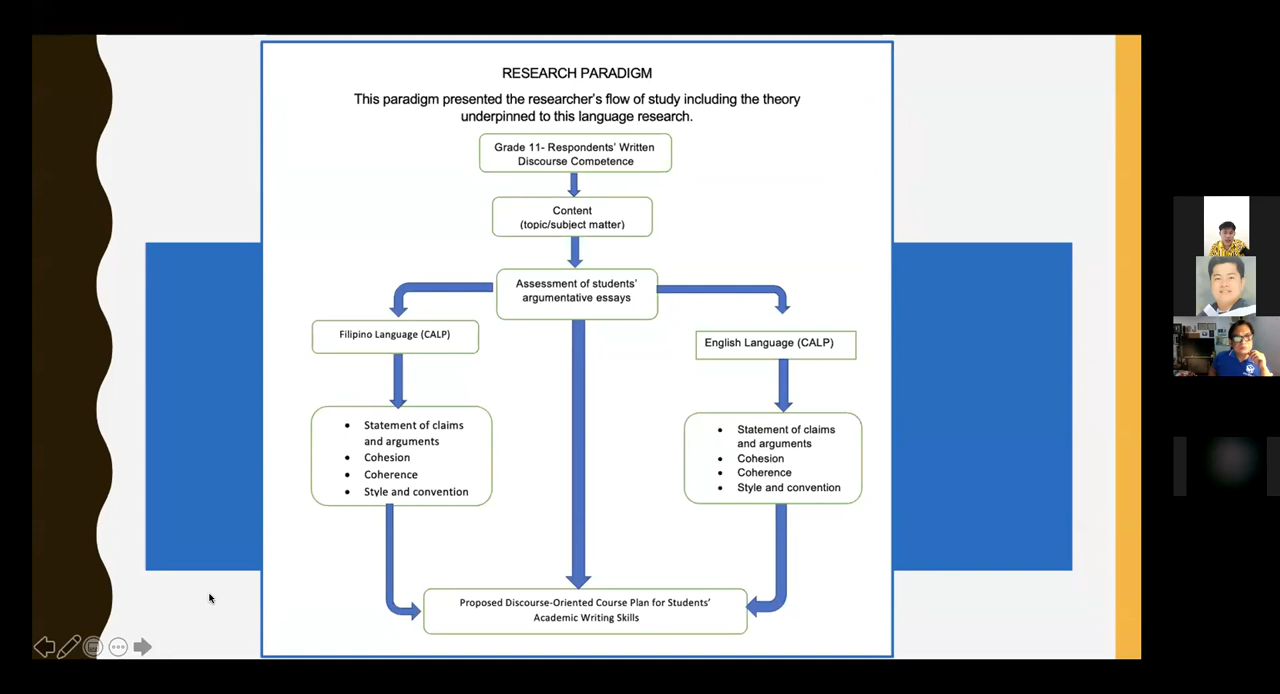 RESEARCH PARADIGM
This paradigm presented the researcher's flow of study including the theory
underpinned to this language research.
Grade 11- Respondents' Written
Discourse Competence
Content
(topic/subject matter)
Assessment of students'
argumentative essays
Filipino Language (CALP)
English Language (CALP)
• Statement of claims
and arguments
• Cohesion
• Coherence
• Style and convention
• Statement of claims
and arguments
• Cohesion
• Coherence
• Style and convention
Proposed Discourse-Oriented Course Plan for Students'
Academic Writing Skills